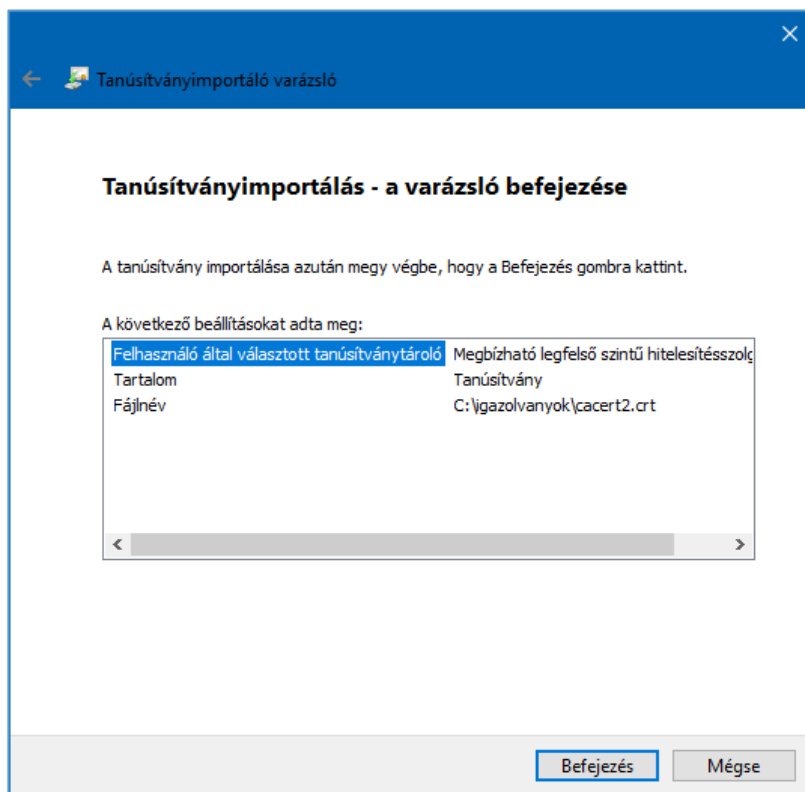 Tanúsítványimportáló varázsló
Tanúsítványimportálás - a varázsló befejezése
A tanúsítvány importálása azután megy végbe, hogy a Befejezés gombra kattint.
A következő beállításokat adta meg:
Felhasználó által választott tanúsítványtároló Megbízható legfelső szintű hitelesítésszolg
Tartalom Tanúsítvány
Fájlnév C:\igazolvanyok\cacert2.crt
Befejezés Mégse